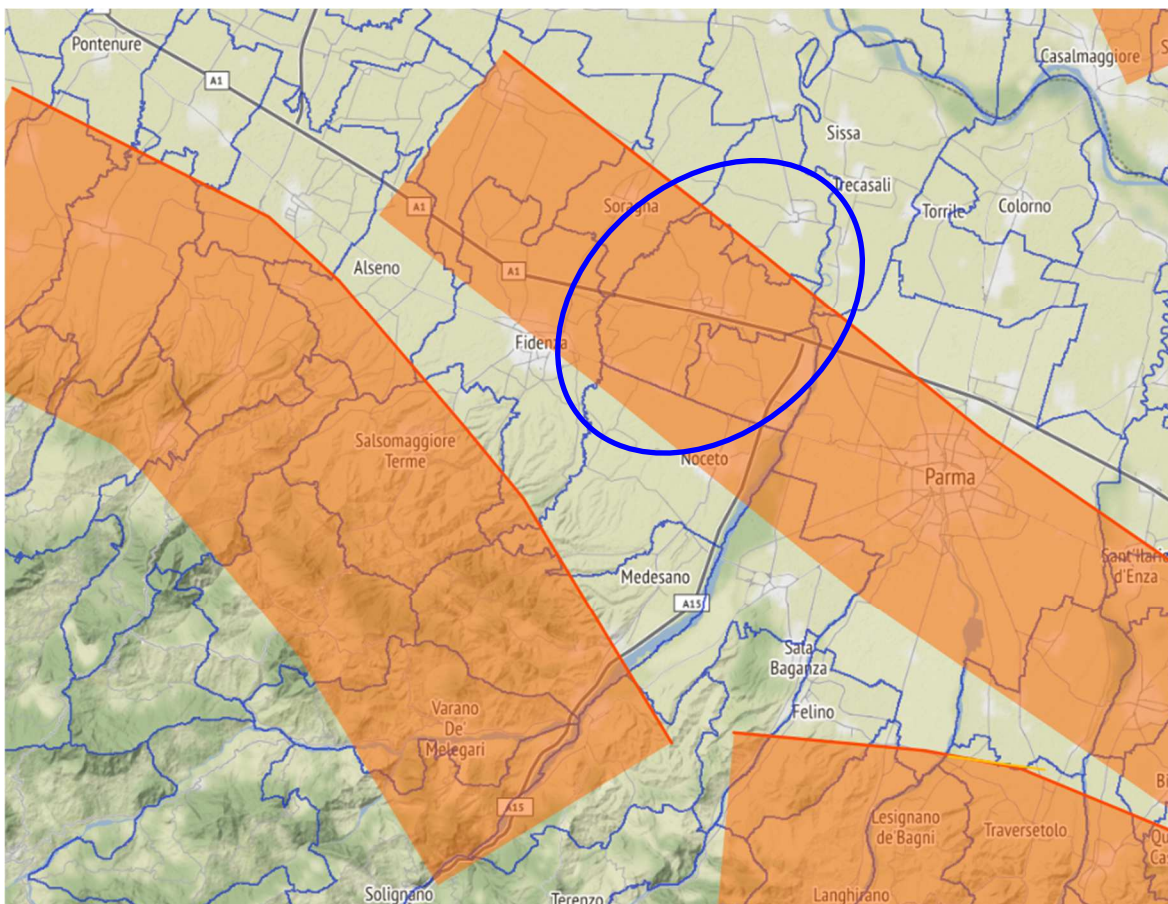 Pontenure
Casalmaggiore
A1
Sissa
Trecasali
A1
Soragna
Torrile
Colorno
Alseno
A1
Fidenza
Salsomaggiore
Terme
Noceto
Parma
Sant'Ilario
d'Enza
Medesano
A15
Sala
Baganza
Varano
De'
Melegari
Felino
A15
Lesignano
de'Bagni
Traversetolo
Solignano
Terenzo
Langhirano